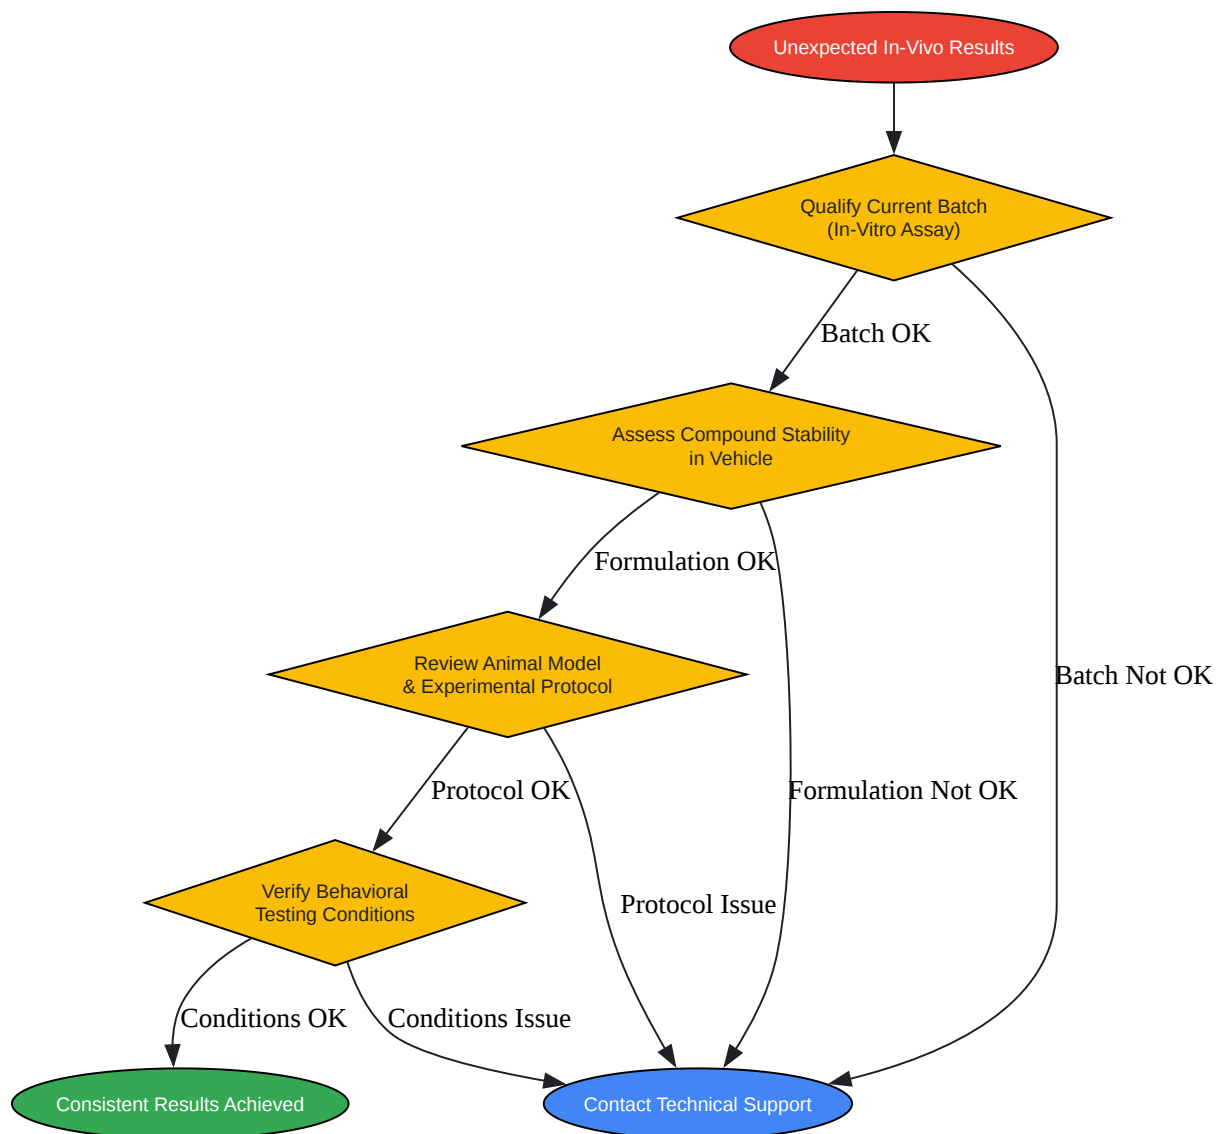 Unexpected In-Vivo Results
Qualify Current Batch
(In-Vitro Assay)
Batch OK
Assess Compound Stability
in Vehicle
Formulation OK
Review Animal Model
& Experimental Protocol
Batch Not OK
Protocol OK
Formulation Not OK
Verify Behavioral
Testing Conditions
Protocol Issue
Conditions OK
Conditions Issue
Consistent Results Achieved
Contact Technical Support